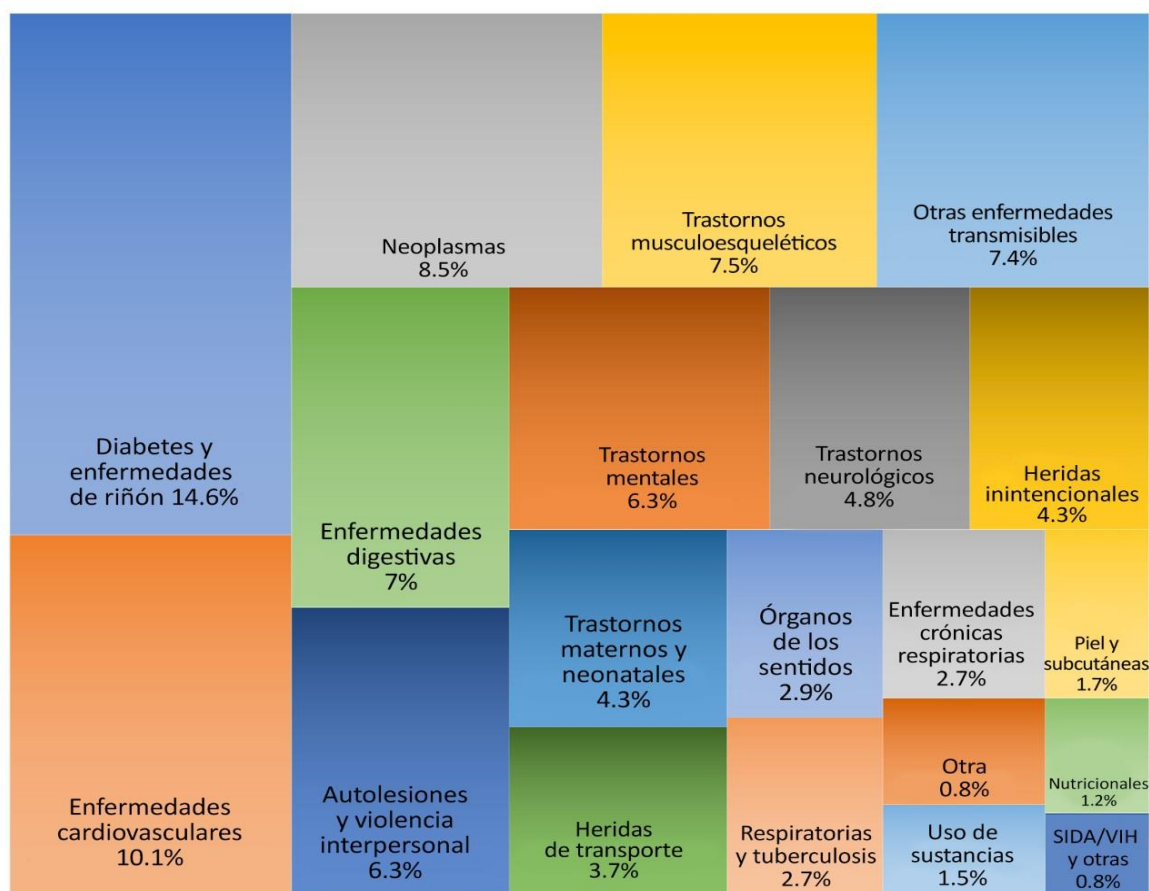 Diabetes y
enfermedades
de riñón 14.6%
Enfermedades
cardiovasculares
10.1%
Neoplasmas
8.5%
Trastornos
musculoesqueléticos
7.5%
Otras enfermedades
transmisibles
7.4%
Enfermedades
digestivas
7%
Autolesiones
y violencia
interpersonal
6.3%
Trastornos
mentales
6.3%
Trastornos
neurológicos
4.8%
Heridas
inintencionales
4.3%
Trastornos
maternos y
neonatales
4.3%
Heridas
de transporte
3.7%
Órganos
de los
sentidos
2.9%
Respiratorias
y tuberculosis
2.7%
Enfermedades
crónicas
respiratorias
2.7%
Otra
0.8%
Uso de
sustancias
1.5%
Piel y
subcutáneas
1.7%
Nutricionales
1.2%
SIDA/VIH
y otras
0.8%